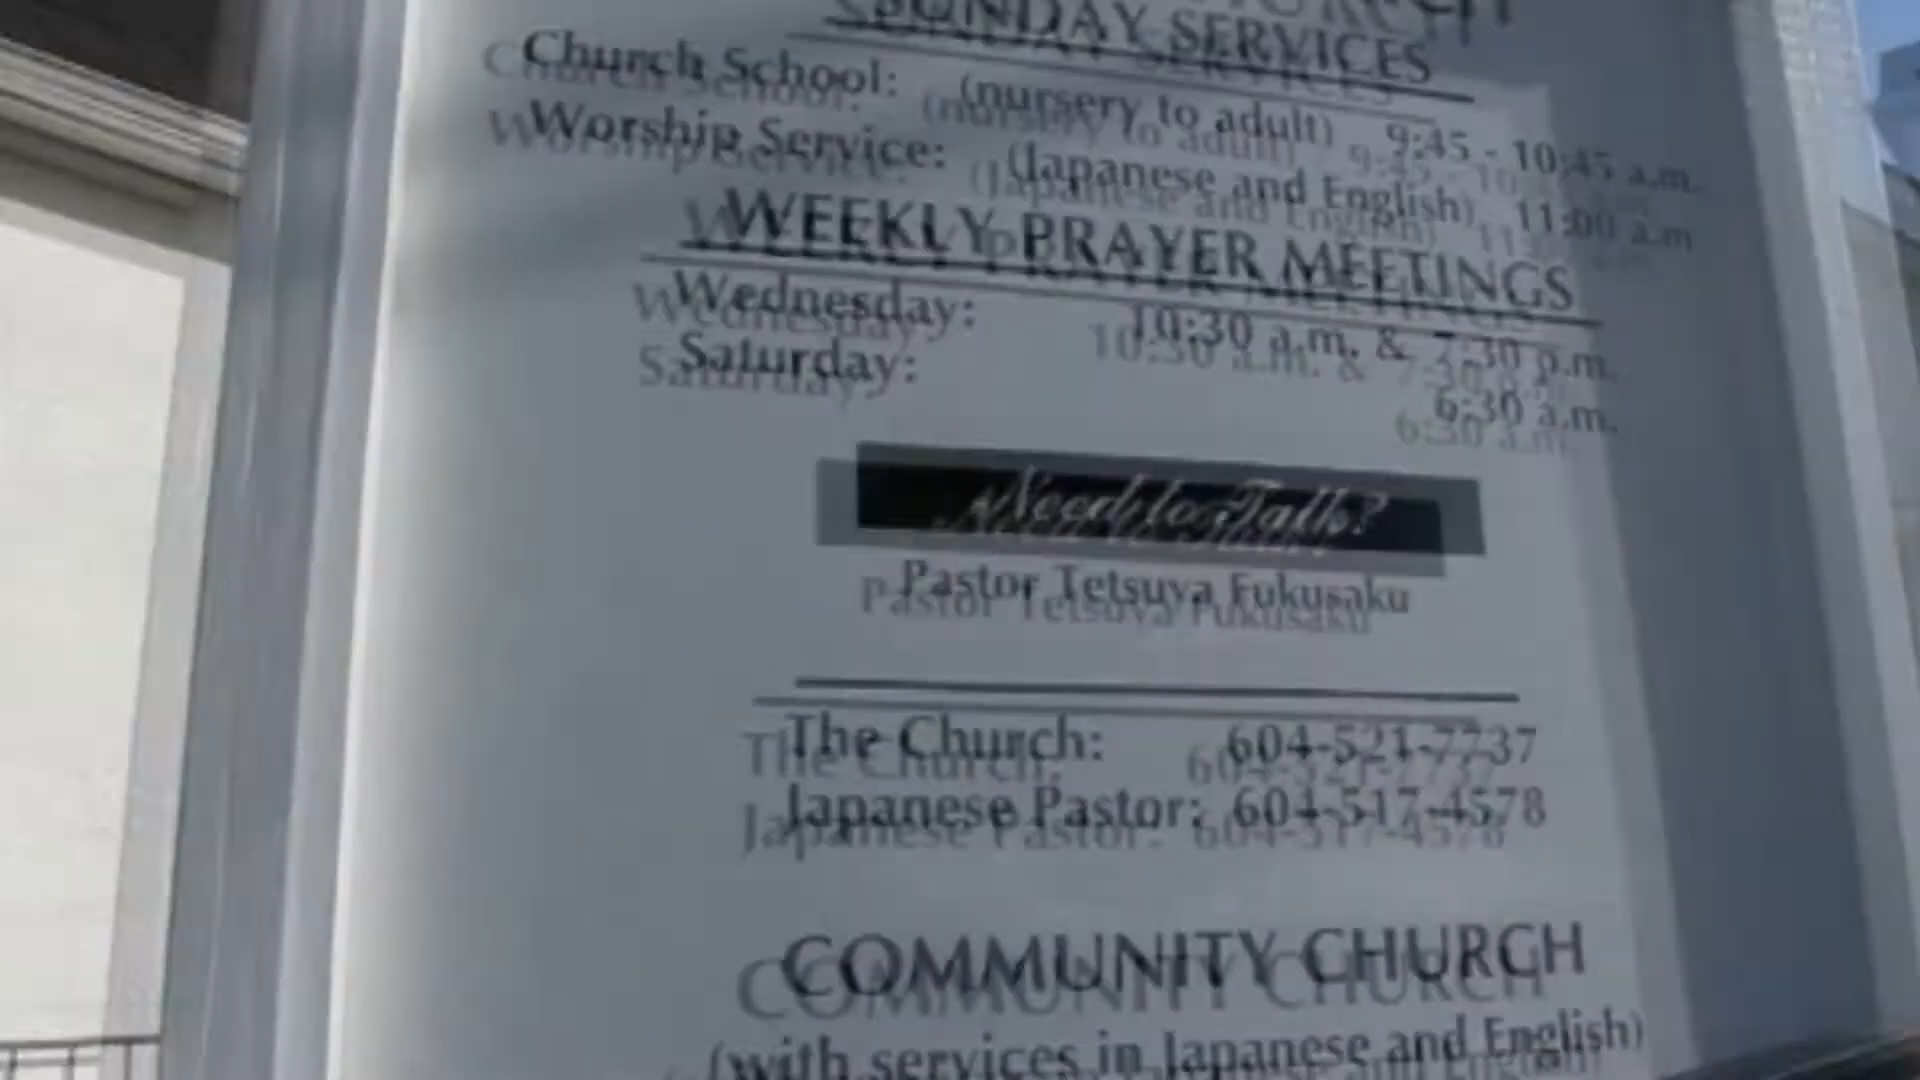 SUNDAY SERVICES
Church School: (nursery to adult) 9:45 - 10:45 a.m.
Worship Service: (Japanese and English) 11:00 a.m
WEEKLY PRAYER MEETINGS
Wednesday: 10:30 a.m. & 7:30 p.m.
Saturday: 6:30 a.m.
Need to Talk?
Pastor Tetsuya Fukusaku
The Church: 604-521-7737
Japanese Pastor: 604-517-4578
COMMUNITY CHURCH
(with services in Japanese and English)